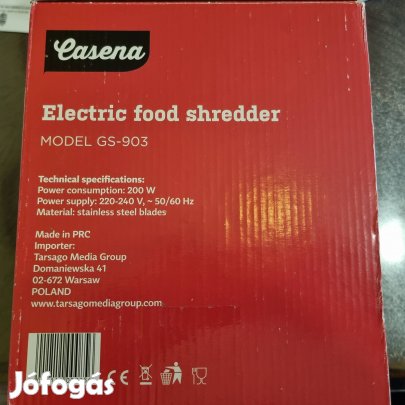 Casena
Electric food shredder
MODEL GS-903
Technical specifications:
Power consumption: 200 W
Power supply: 220-240 V, ~ 50/60 Hz
Material: stainless steel blades
Made in PRC
Importer:
Tarsago Media Group
Domaniewska 41
02-672 Warsaw
POLAND
www.tarsagomediagroup.com
CE
Jófogás